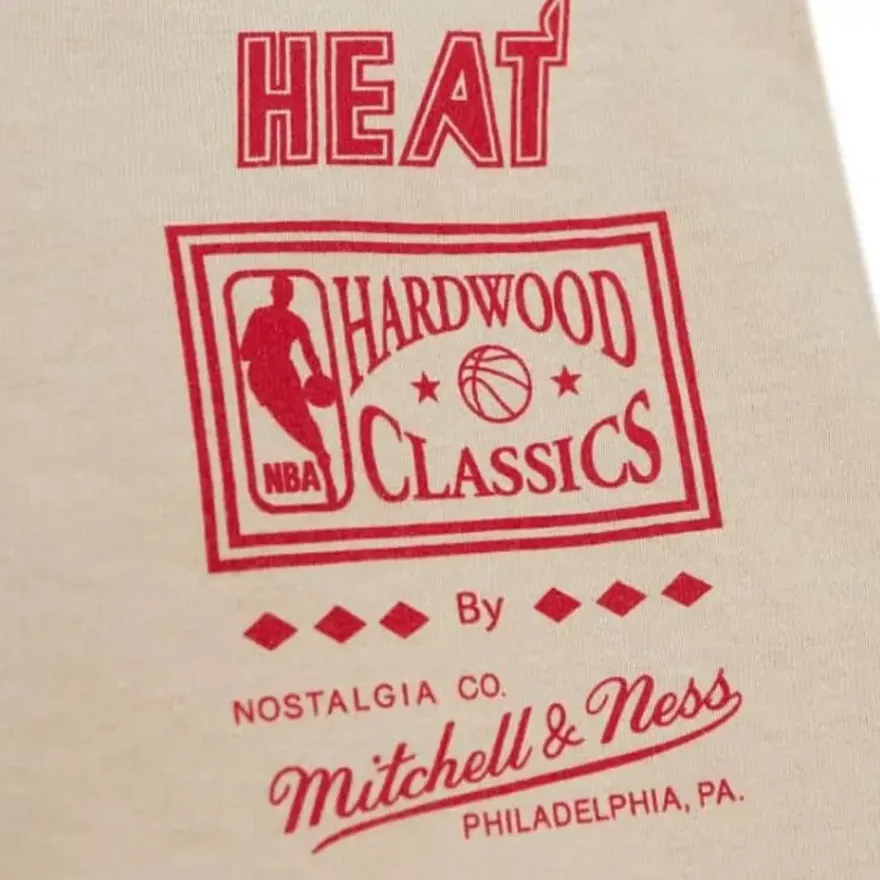 HEAT
HARDWOOD
CLASSICS
NBA
By
NOSTALGIA CO.
Mitchell & Ness
PHILADELPHIA, PA.